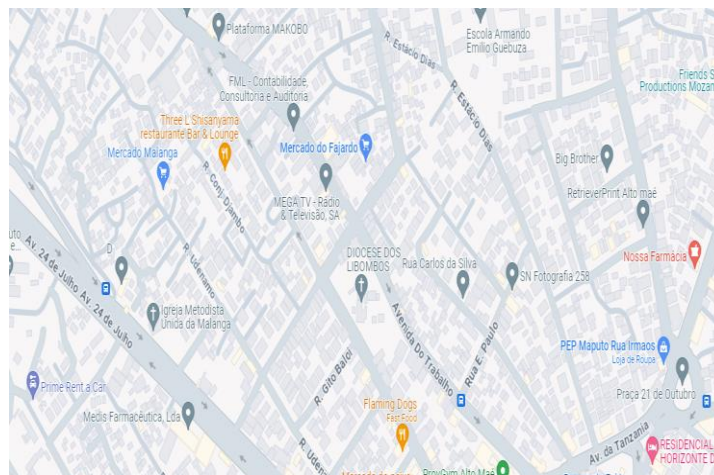 Plataforma MAKOBO
Escola Armando
Emílio Guebuza
R. Estácio Dias
FML - Contabilidade,
Consultoria e Auditoria
R. Estácio Dias
Friends S
Productions Mozam
Three L Shisanyama
restaurante Bar & Lounge
Mercado Malanga
Mercado do Fajardo
Big Brother
R. Conj. Djambo
MEGA TV - Rádio
& Televisão, SA
RetrieverPrint Alto maé
D
R. Udenamo
DIOCESE DOS
LIBOMBOS
Rua Carlos da Silva
SN Fotografia 258
Nossa Farmácia
Av. 24 de Julho
Av. 24 de Julho
Igreja Metodista
Unida da Malanga
Avenida Do Trabalho
Rua E. Paulo
PEP Maputo Rua Irmaos
Loja de Roupa
Prime Rent a Car
R. Gito Baloi
Praça 21 de Outubro
Medis Farmacêutica, Lda
Flaming Dogs
Fast Food
Av. da Tanzania
RESIDENCIAL
HORIZONTE D
R. Udene
ProvGym Alto Maé